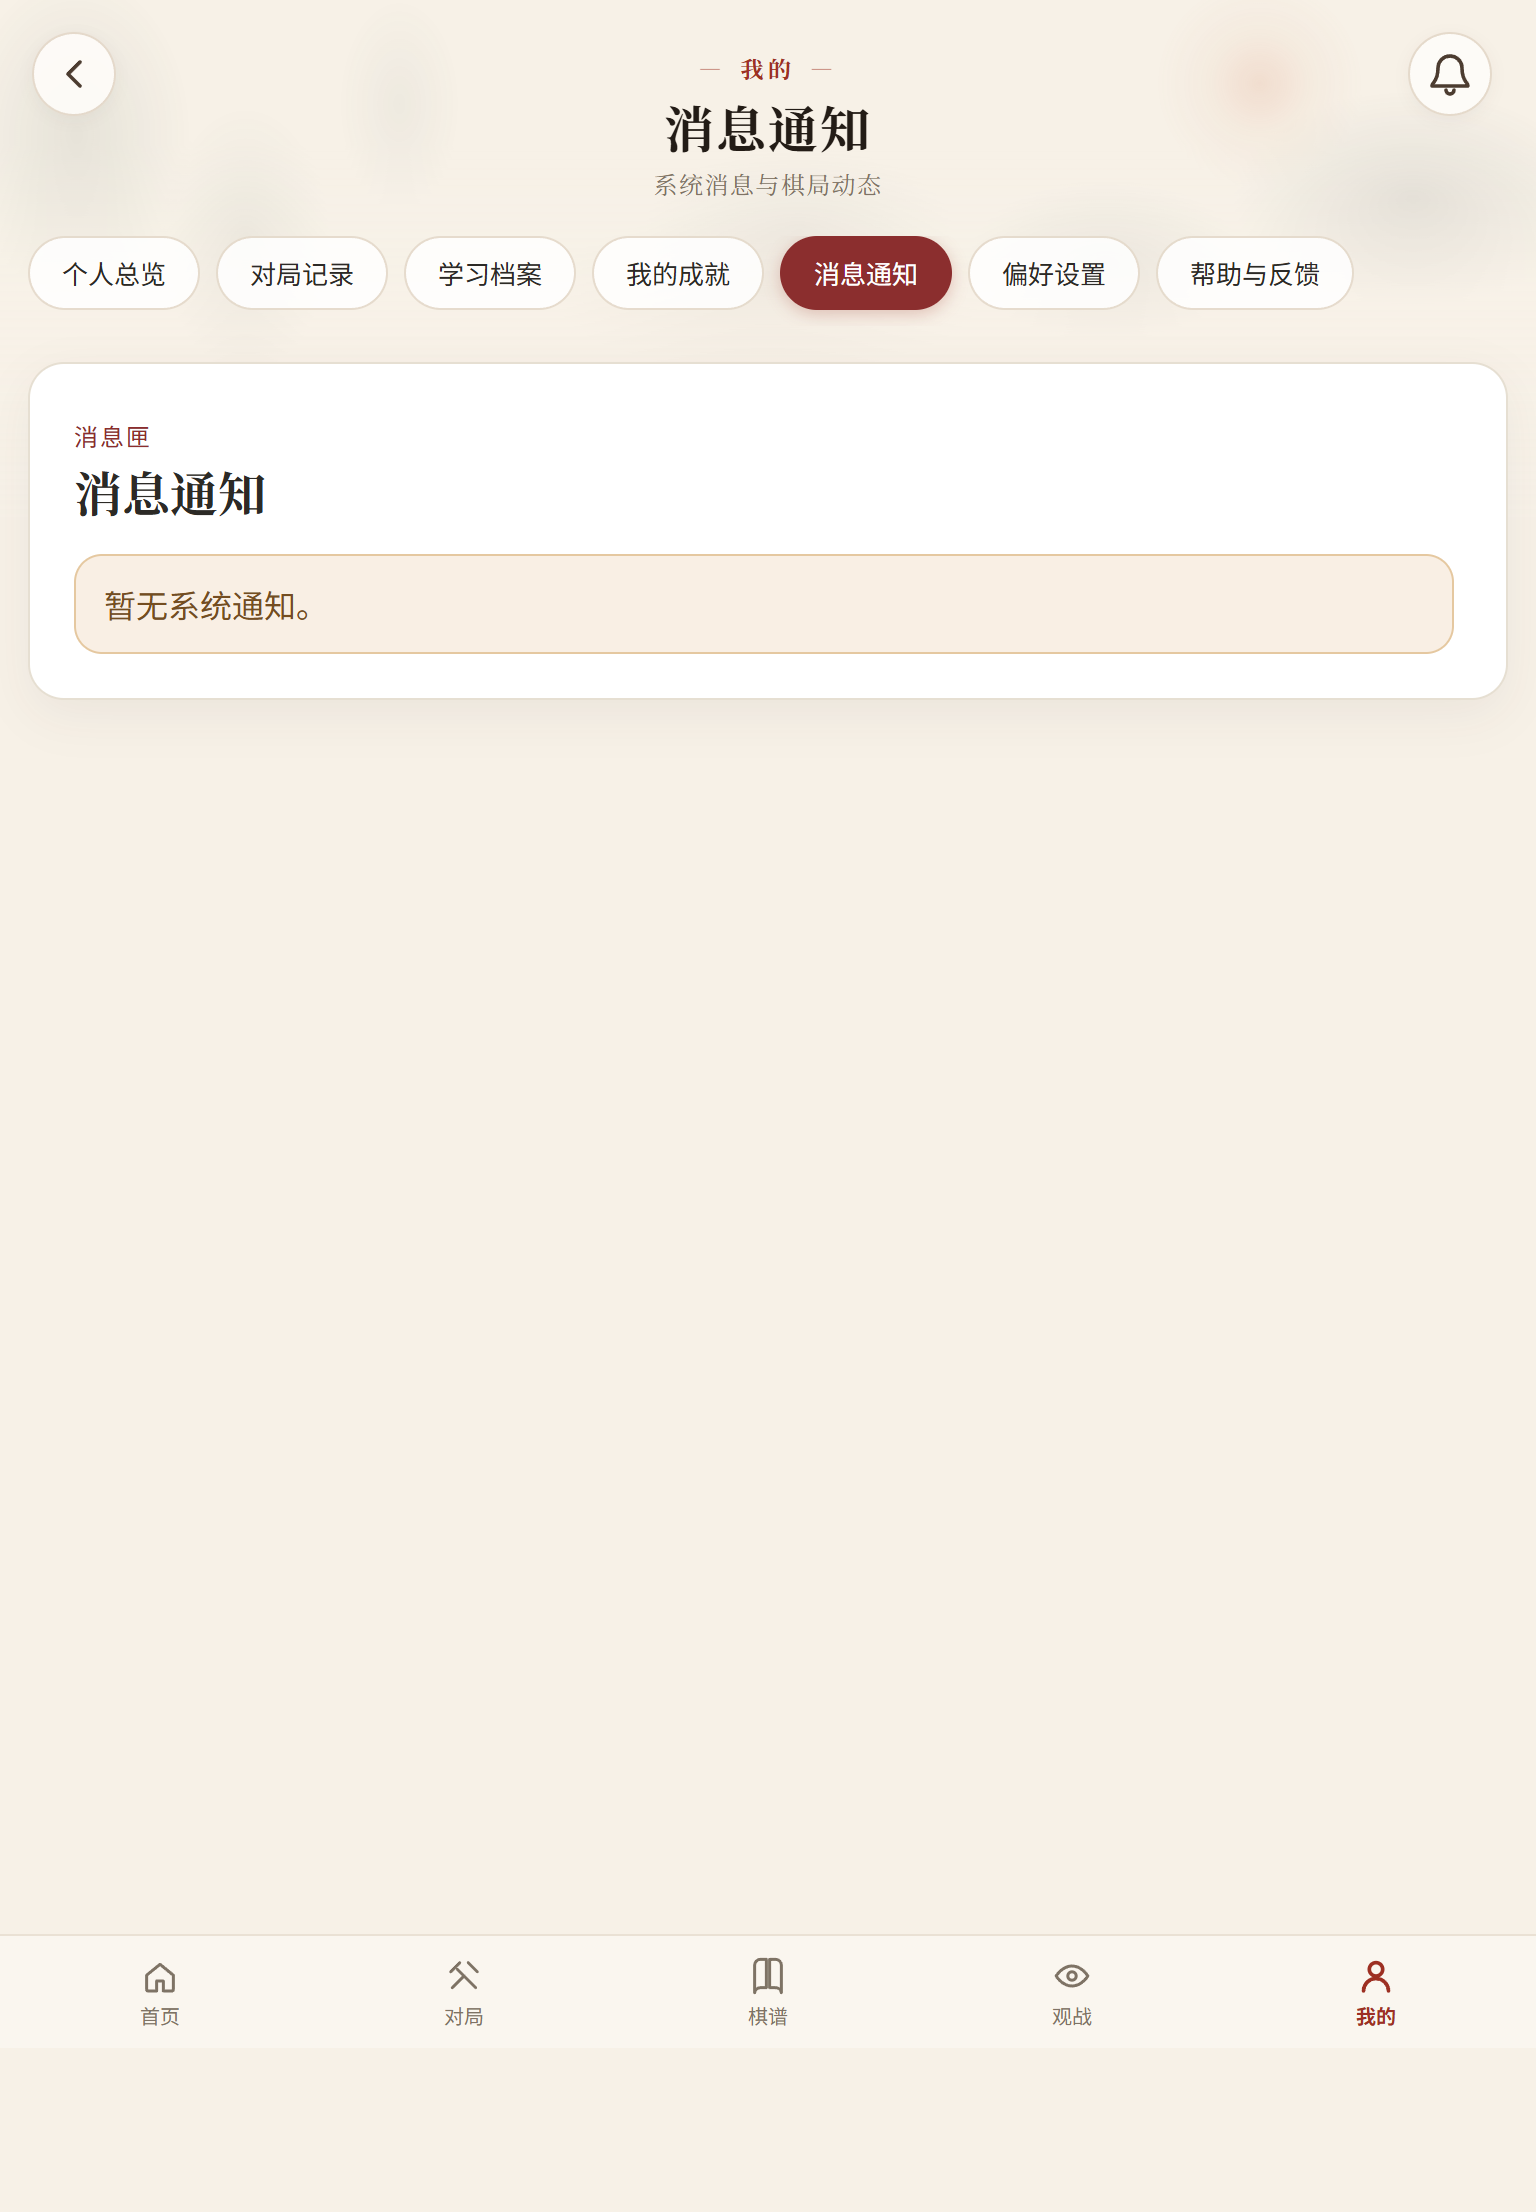 — 我的 —
消息通知
系统消息与棋局动态
个人总览 对局记录 学习档案 我的成就 消息通知 偏好设置 帮助与反馈
消息匣
消息通知
暂无系统通知。
首页 对局 棋谱 观战 我的